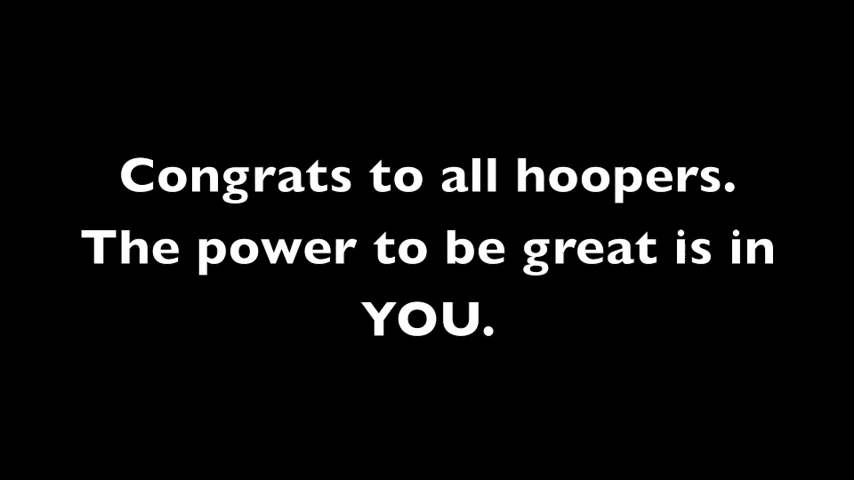 Congrats to all hoopers.
The power to be great is in
YOU.